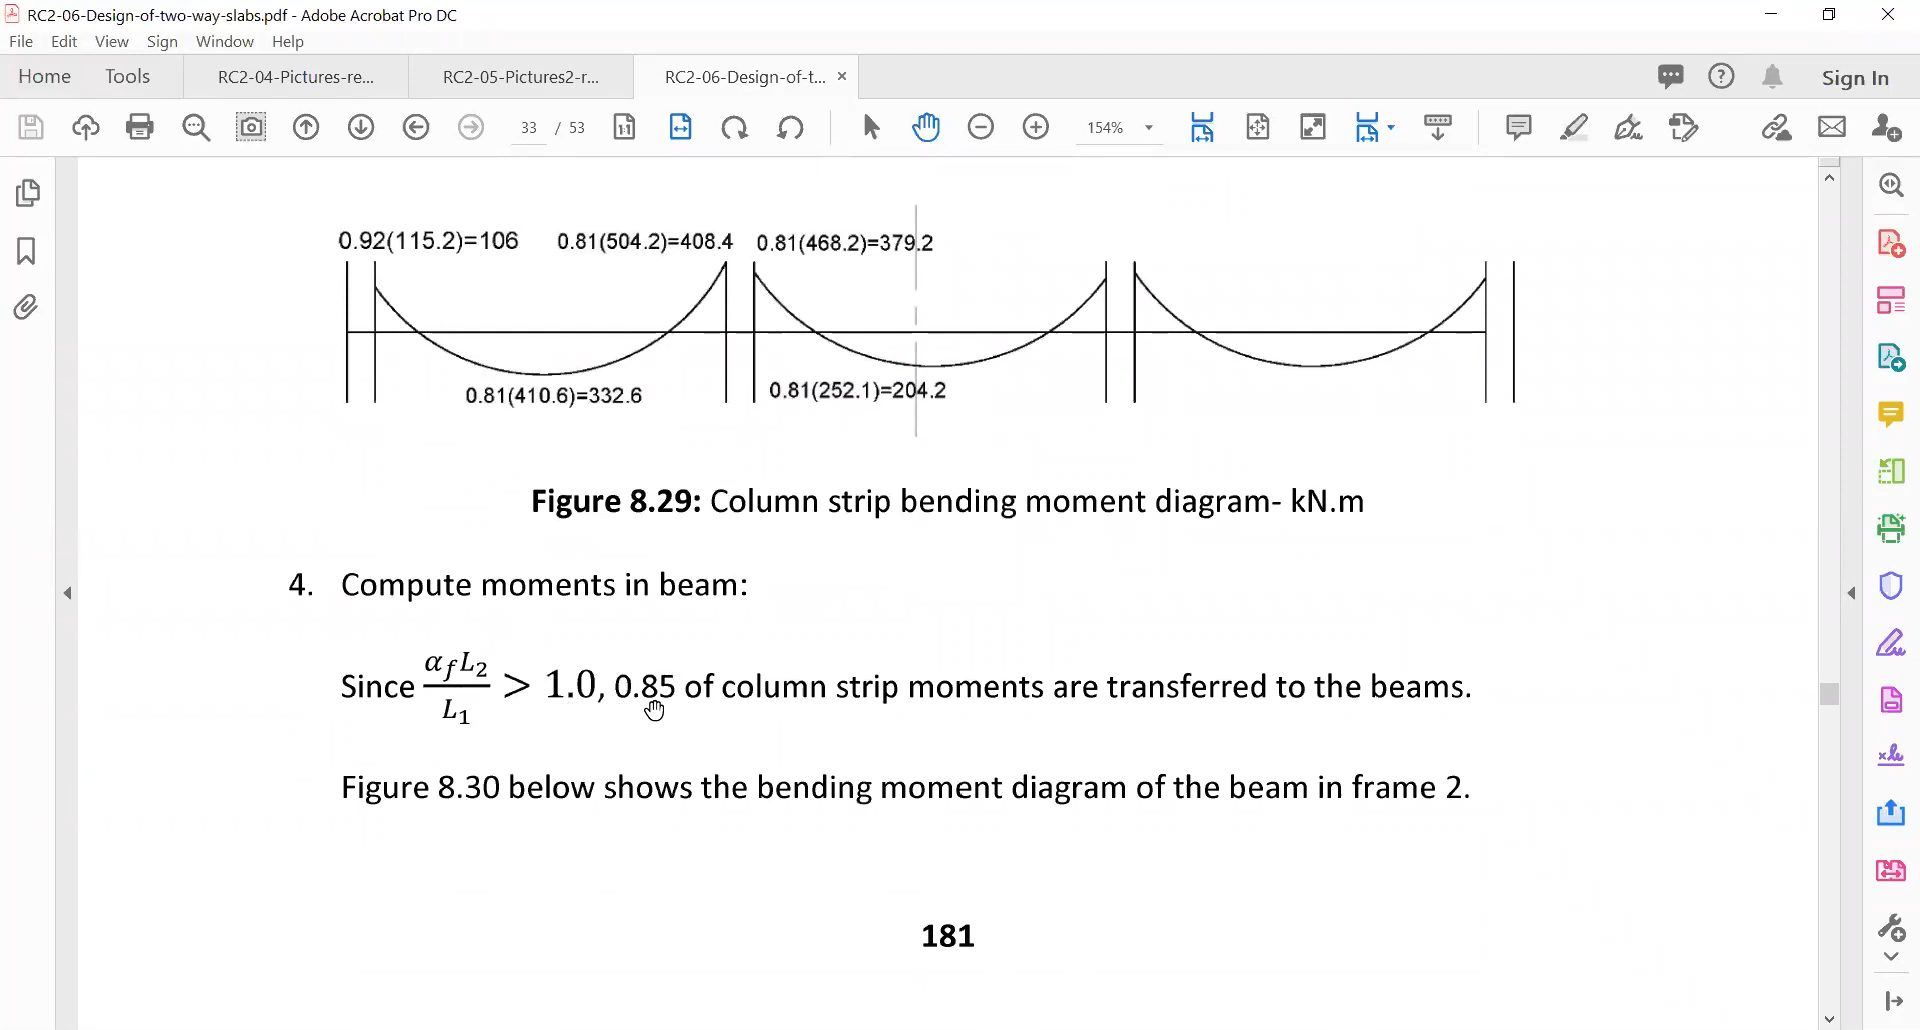 RC2-06-Design-of-two-way-slabs.pdf - Adobe Acrobat Pro DC
File Edit View Sign Window Help
Home Tools RC2-04-Pictures-re... RC2-05-Pictures2-r... RC2-06-Design-of-t... × Sign In
33 / 53 1:1 154%
0.92(115.2)=106 0.81(504.2)=408.4 0.81(468.2)=379.2
0.81(410.6)=332.6 0.81(252.1)=204.2
Figure 8.29: Column strip bending moment diagram- kN.m
4. Compute moments in beam:
Since α_f L_2 / L_1 > 1.0, 0.85 of column strip moments are transferred to the beams.
Figure 8.30 below shows the bending moment diagram of the beam in frame 2.
181